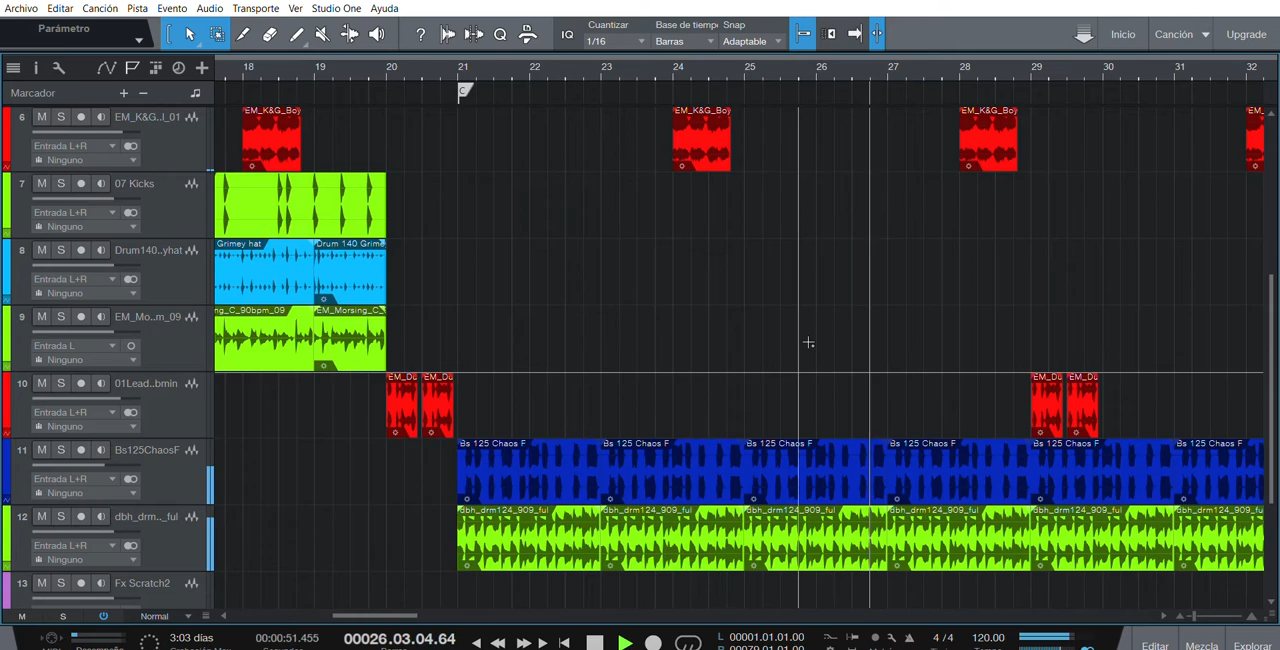 Archivo Editar Canción Pista Evento Audio Transporte Ver Studio One Ayuda
Parámetro
? IQ Cuantizar 1/16 Base de tiempo Barras Snap Adaptable Inicio Canción Upgrade
18 19 20 21 22 23 24 25 26 27 28 29 30 31 32
Marcador + − C
6 M S EM_K&G..l_01 EM_K&G_Boy EM_K&G_Boy EM_K&G_Boy EM_
Entrada L+R
Ninguno
7 M S 07 Kicks
Entrada L+R
Ninguno
8 M S Drum140..yhat Grimey hat Drum 140 Grime
Entrada L+R
Ninguno
9 M S EM_Mo...m_09 ng_C_90bpm_09 EM_Morsing_C_
Entrada L
Ninguno
10 M S 01Lead..bmin EM_Du EM_Du EM_Du EM_Du
Entrada L+R
Ninguno
11 M S Bs125ChaosF Bs 125 Chaos F Bs 125 Chaos F Bs 125 Chaos F Bs 125 Chaos F Bs 125 Chaos F Bs 125 Chaos F
Entrada L+R
Ninguno
12 M S dbh_drm.._ful dbh_drm124_909_ful dbh_drm124_909_ful dbh_drm124_909_ful dbh_drm124_909_ful dbh_drm124_909_ful dbh_drm124_909_ful
Entrada L+R
Ninguno
13 M S Fx Scratch2
M S Normal
3:03 días 00:00:51.455 00026.03.04.64 L 00001.01.01.00 4 / 4 120.00
Editar Mezcla Explorar